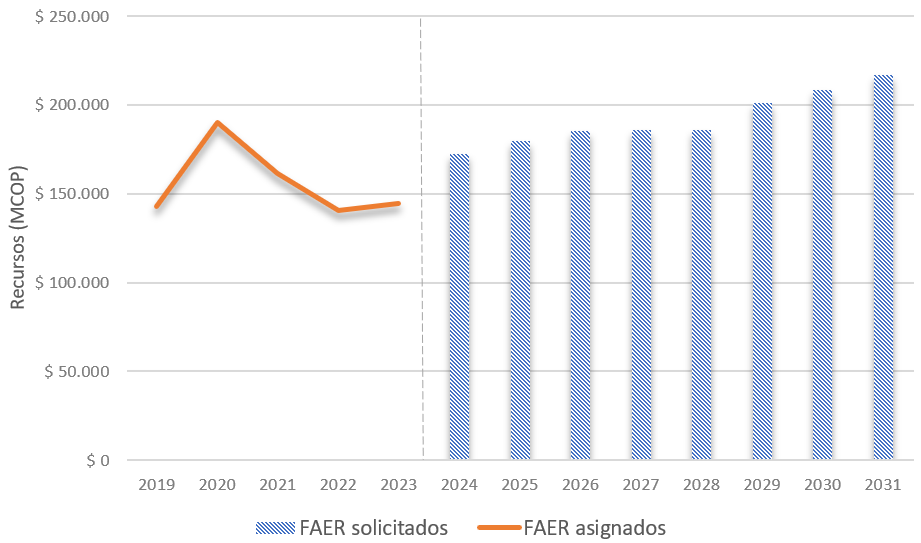 $ 250.000
$ 200.000
$ 150.000
$ 100.000
$ 50.000
$ 0
Recursos (MCOP)
2019 2020 2021 2022 2023 2024 2025 2026 2027 2028 2029 2030 2031
FAER solicitados FAER asignados